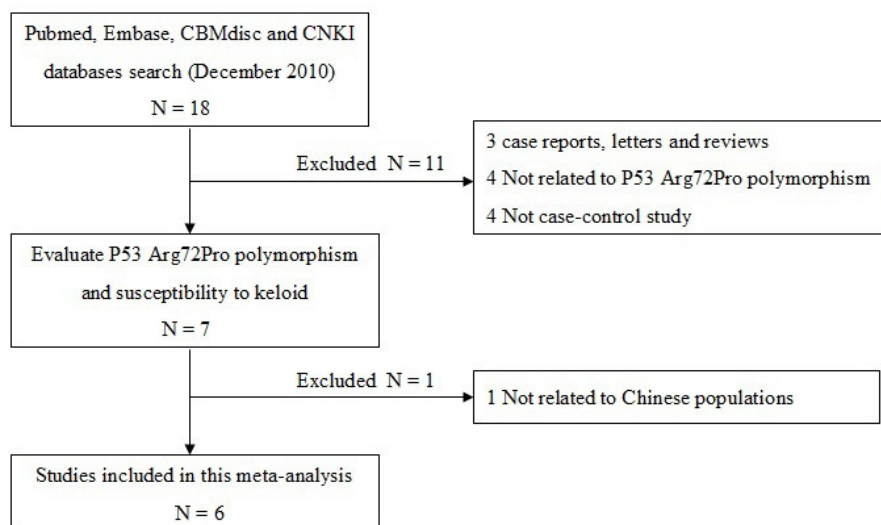 Pubmed, Embase, CBMdisc and CNKI
databases search (December 2010)
N = 18
Excluded N = 11
3 case reports, letters and reviews
4 Not related to P53 Arg72Pro polymorphism
4 Not case-control study
Evaluate P53 Arg72Pro polymorphism
and susceptibility to keloid
N = 7
Excluded N = 1
1 Not related to Chinese populations
Studies included in this meta-analysis
N = 6